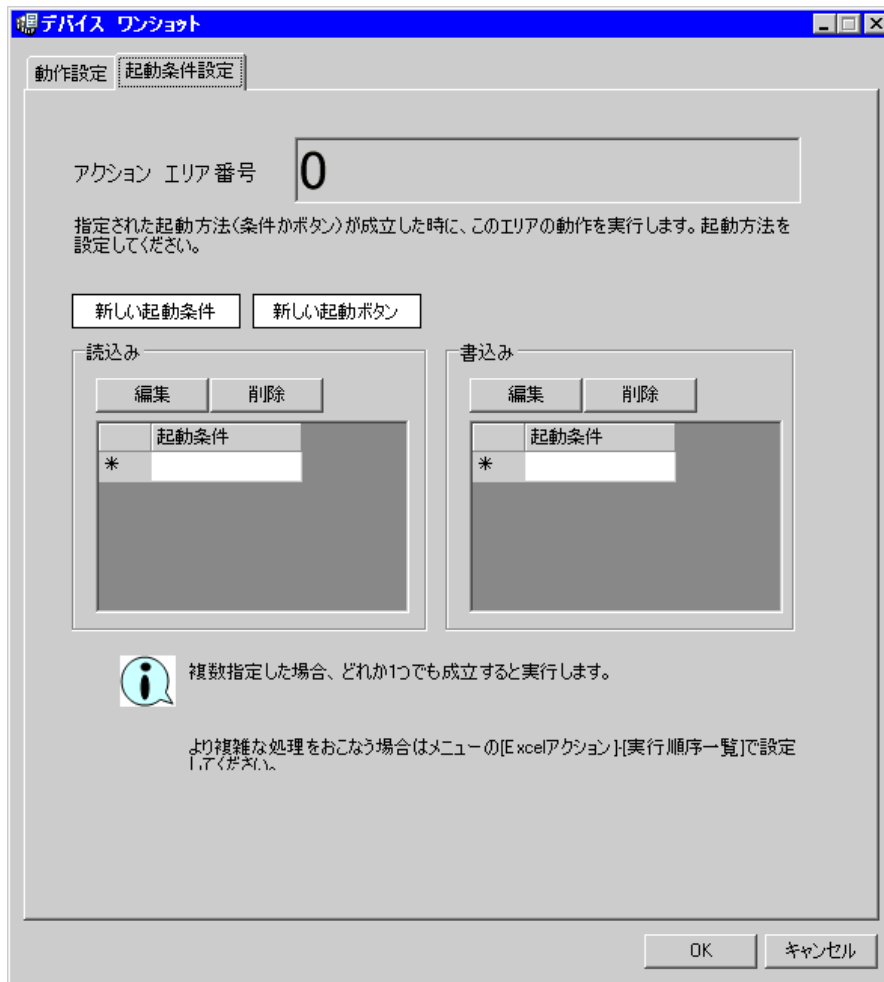 デバイス ワンショット
動作設定 起動条件設定
アクション エリア番号 0
指定された起動方法(条件かボタン)が成立した時に、このエリアの動作を実行します。起動方法を
設定してください。
新しい起動条件 新しい起動ボタン
読込み 書込み
編集 削除 編集 削除
起動条件 起動条件
* *
複数指定した場合、どれか1つでも成立すると実行します。
より複雑な処理をおこなう場合はメニューの[Excelアクション]-[実行順序一覧]で設定
してください。
OK キャンセル